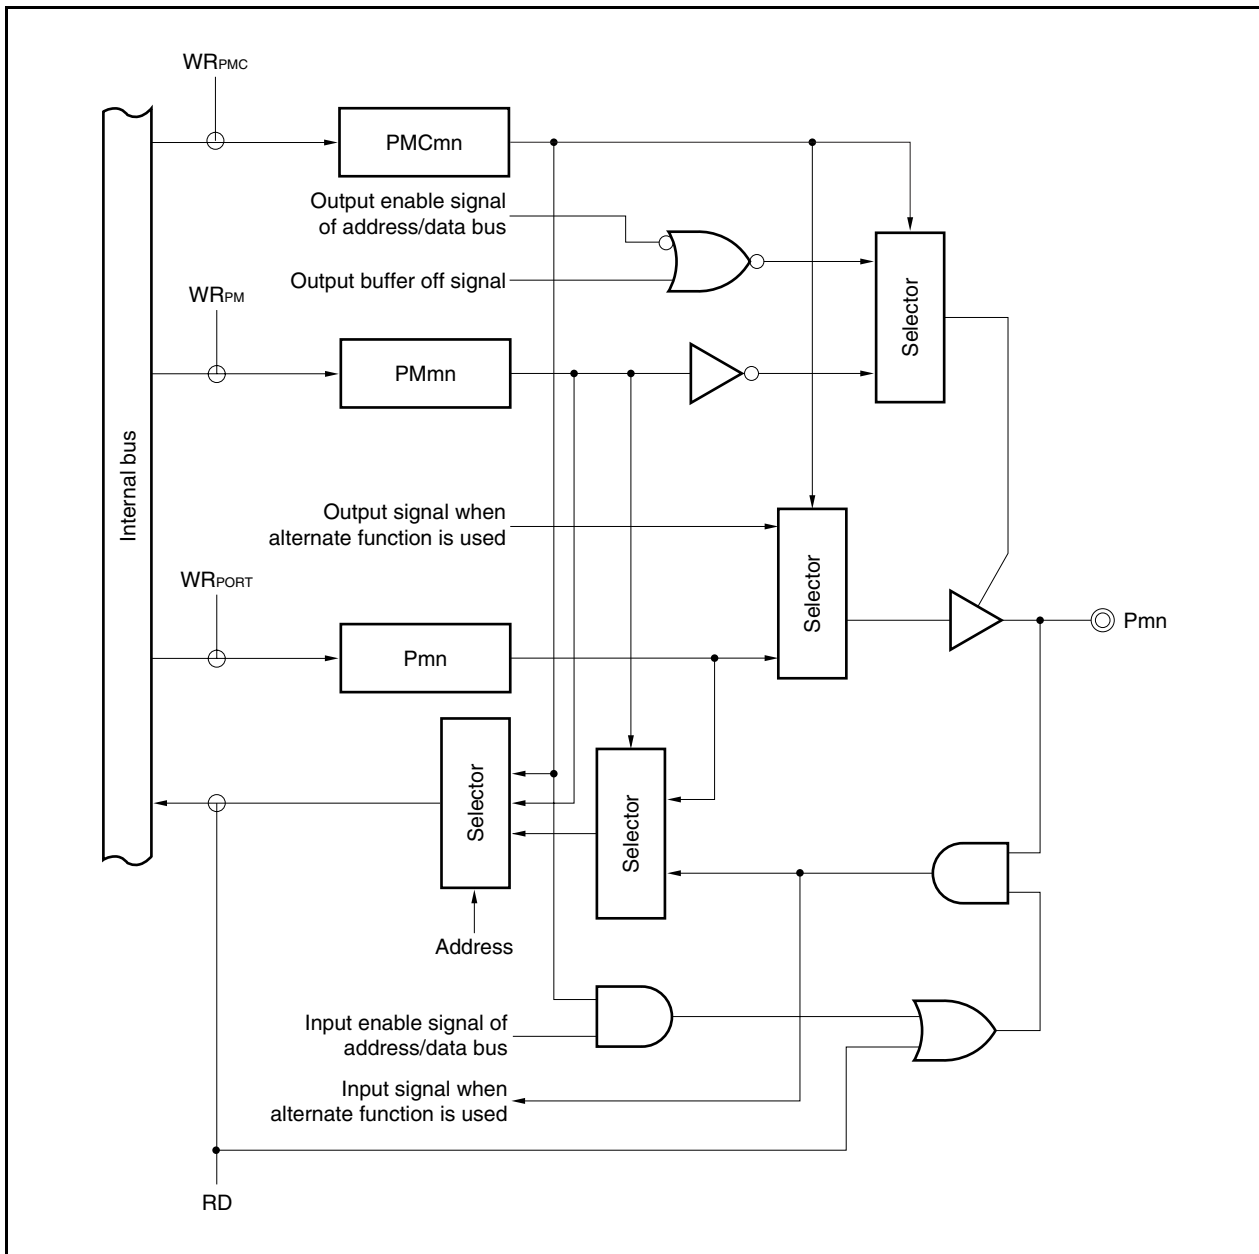 WRPMC
PMCmn
Output enable signal
of address/data bus
Output buffer off signal
Selector
WRPM
PMmn
Internal bus
Output signal when
alternate function is used
Selector
WRPORT
Pmn
Pmn
Selector
Selector
Address
Input enable signal of
address/data bus
Input signal when
alternate function is used
RD